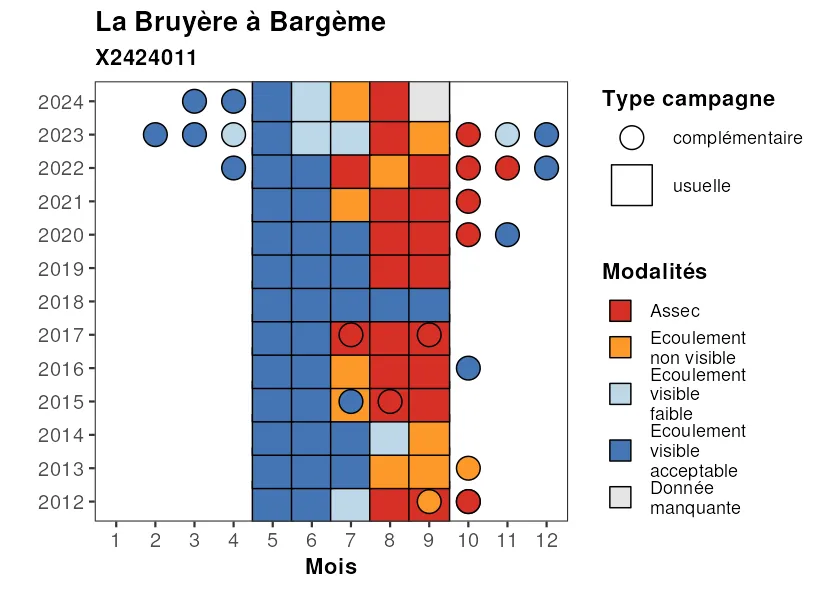 La Bruyère à Bargème
X2424011
2024
2023
2022
2021
2020
2019
2018
2017
2016
2015
2014
2013
2012
1 2 3 4 5 6 7 8 9 10 11 12
Mois
Type campagne
complémentaire
usuelle
Modalités
Assec
Ecoulement
non visible
Ecoulement
visible
faible
Ecoulement
visible
acceptable
Donnée
manquante